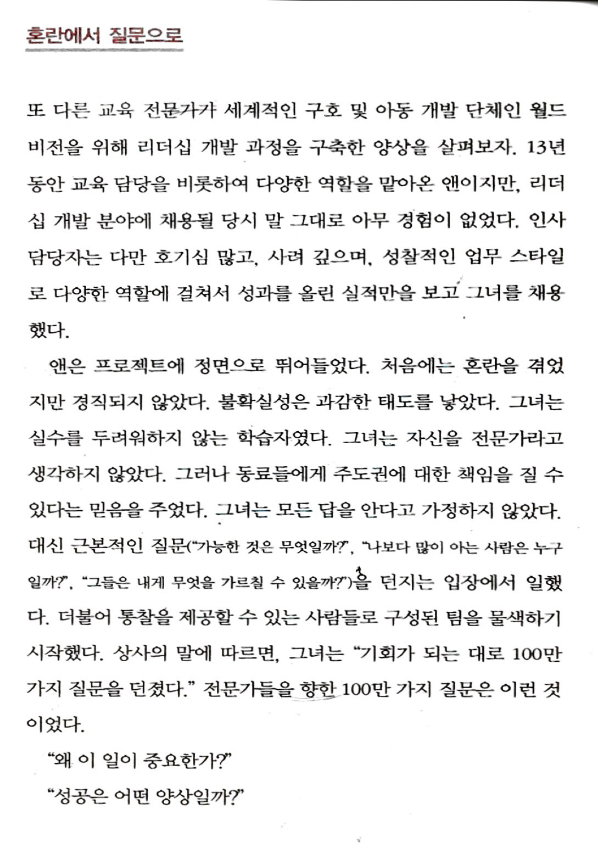 혼란에서 질문으로
또 다른 교육 전문가가 세계적인 구호 및 아동 개발 단체인 월드
비전을 위해 리더십 개발 과정을 구축한 양상을 살펴보자. 13년
동안 교육 담당을 비롯하여 다양한 역할을 맡아온 앤이지만, 리더
십 개발 분야에 채용될 당시 말 그대로 아무 경험이 없었다. 인사
담당자는 다만 호기심 많고, 사려 깊으며, 성찰적인 업무 스타일
로 다양한 역할에 걸쳐서 성과를 올린 실적만을 보고 그녀를 채용
했다.
앤은 프로젝트에 정면으로 뛰어들었다. 처음에는 혼란을 겪었
지만 경직되지 않았다. 불확실성은 과감한 태도를 낳았다. 그녀는
실수를 두려워하지 않는 학습자였다. 그녀는 자신을 전문가라고
생각하지 않았다. 그러나 동료들에게 주도권에 대한 책임을 질 수
있다는 믿음을 주었다. 그녀는 모든 답을 안다고 가정하지 않았다.
대신 근본적인 질문(“가능한 것은 무엇일까?”, “나보다 많이 아는 사람은 누구
일까?”, “그들은 내게 무엇을 가르칠 수 있을까?”)을 던지는 입장에서 일했
다. 더불어 통찰을 제공할 수 있는 사람들로 구성된 팀을 물색하기
시작했다. 상사의 말에 따르면, 그녀는 “기회가 되는 대로 100만
가지 질문을 던졌다.” 전문가들을 향한 100만 가지 질문은 이런 것
이었다.
“왜 이 일이 중요한가?”
“성공은 어떤 양상일까?”